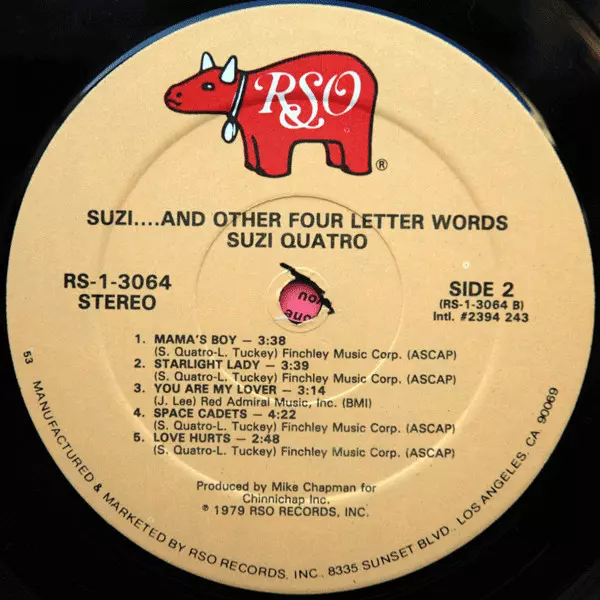 RSO
®
SUZI....AND OTHER FOUR LETTER WORDS
SUZI QUATRO
RS-1-3064
STEREO
SIDE 2
(RS-1-3064 B)
Intl. #2394 243
1. MAMA'S BOY — 3:38
(S. Quatro-L. Tuckey) Finchley Music Corp. (ASCAP)
2. STARLIGHT LADY — 3:39
(S. Quatro-L. Tuckey) Finchley Music Corp. (ASCAP)
3. YOU ARE MY LOVER — 3:14
(J. Lee) Red Admiral Music, Inc. (BMI)
4. SPACE CADETS — 4:22
(S. Quatro-L. Tuckey) Finchley Music Corp. (ASCAP)
5. LOVE HURTS — 2:48
(S. Quatro-L. Tuckey) Finchley Music Corp. (ASCAP)
Produced by Mike Chapman for
Chinnichap Inc.
℗ 1979 RSO RECORDS, INC.
53 MANUFACTURED & MARKETED BY RSO RECORDS, INC., 8335 SUNSET BLVD., LOS ANGELES, CA 90069